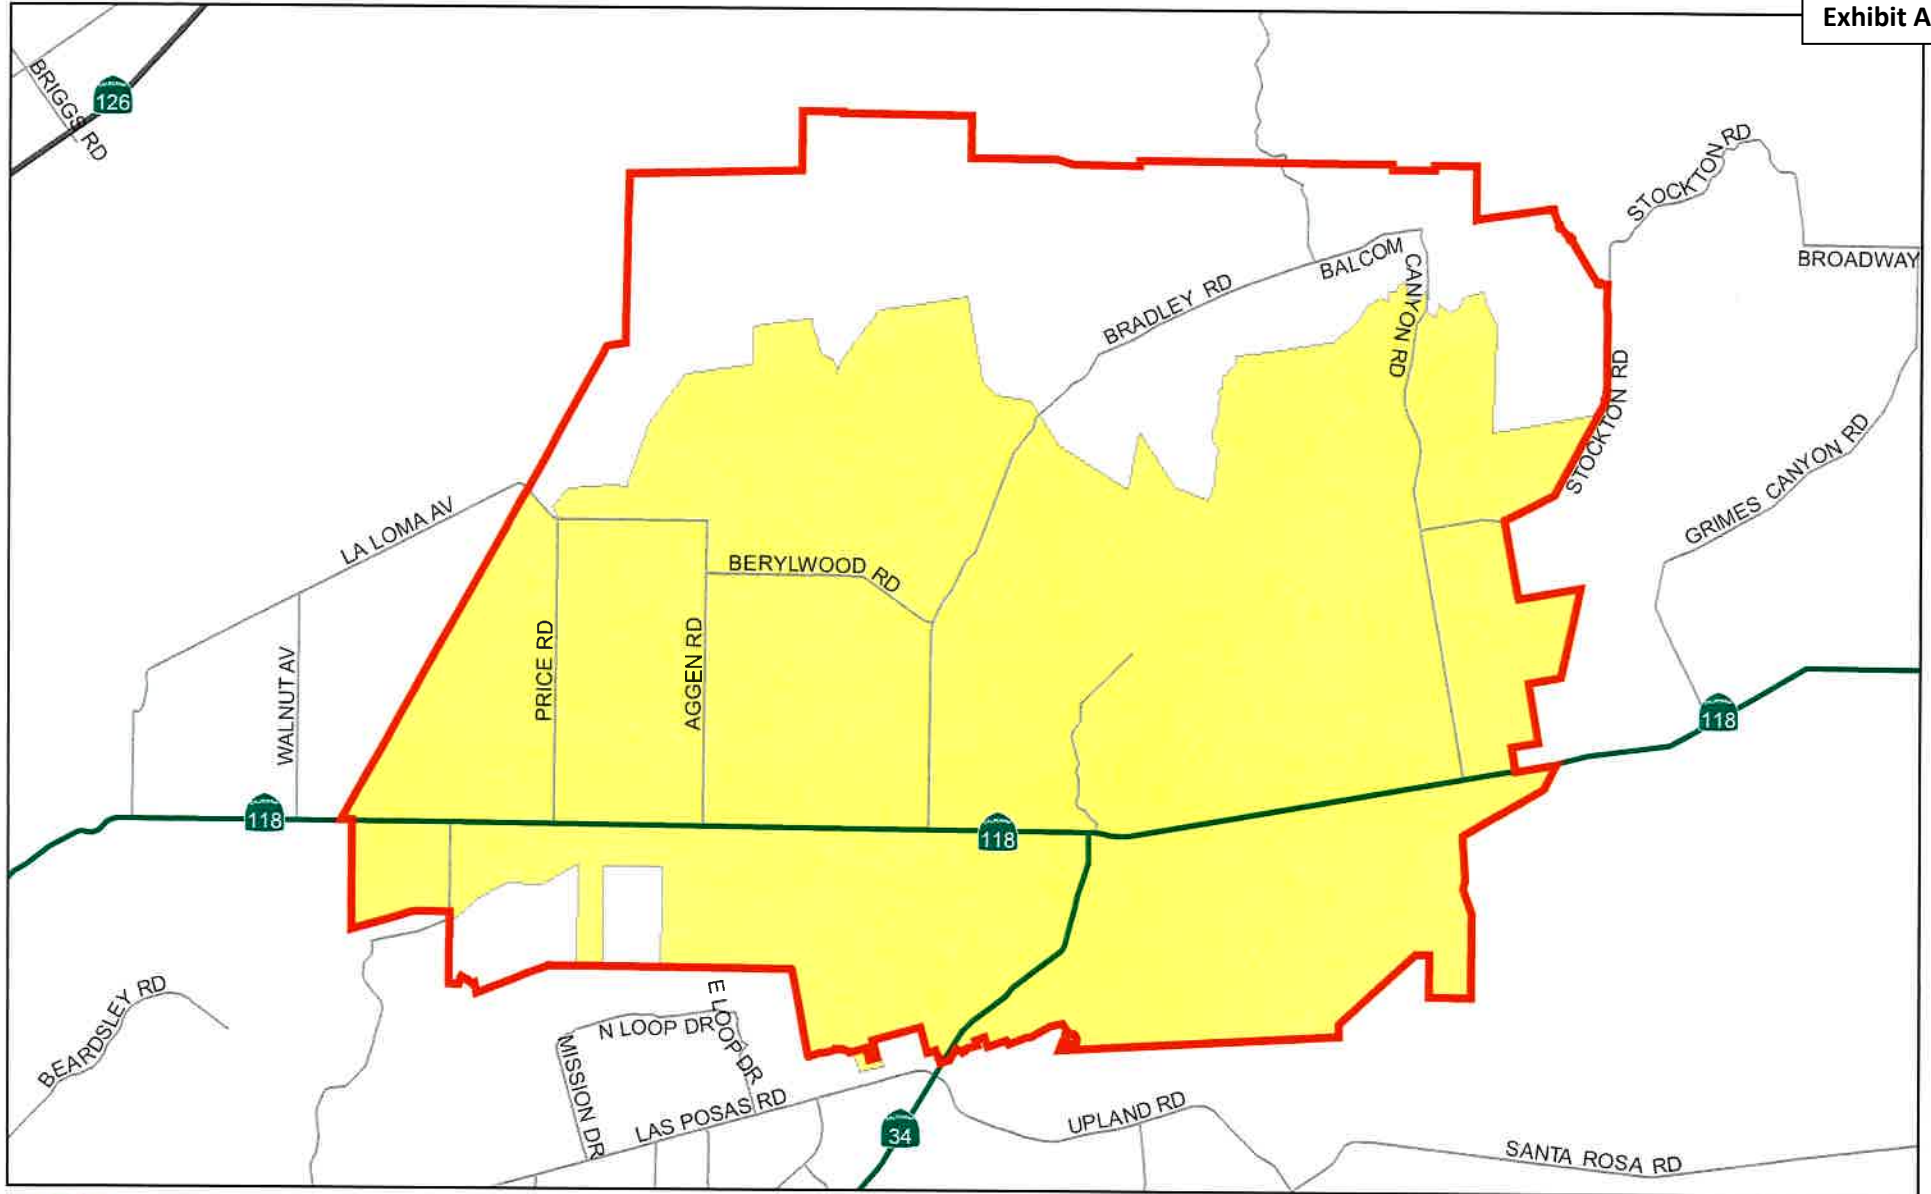 Exhibit A
BRIGGS RD
126
STOCKTON RD
BROADWAY
BALCOM
CANYON RD
BRADLEY RD
STOCKTON RD
GRIMES CANYON RD
LA LOMA AV
BERYLWOOD RD
PRICE RD
AGGEN RD
WALNUT AV
118
118
118
BEARDSLEY RD
N LOOP DR
E LOOP DR
MISSION DR
LAS POSAS RD
34
UPLAND RD
SANTA ROSA RD